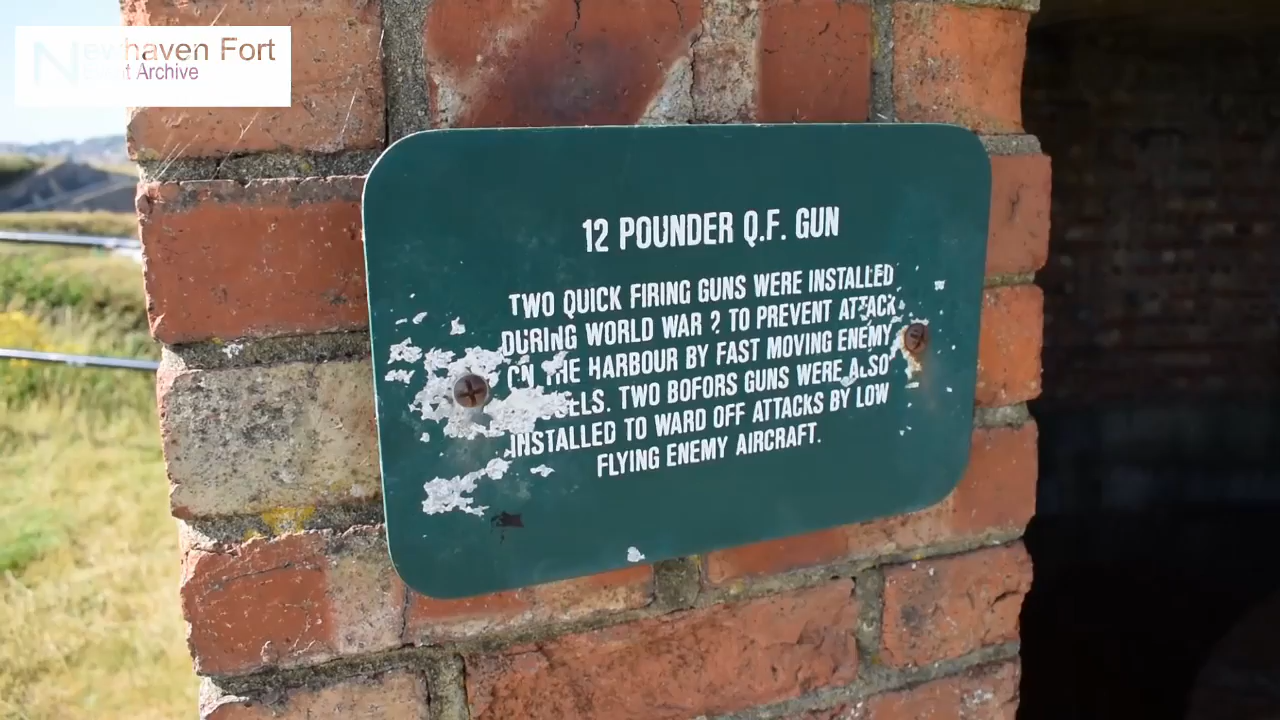 Newhaven Fort
Archive
12 POUNDER Q.F. GUN
TWO QUICK FIRING GUNS WERE INSTALLED
DURING WORLD WAR 2 TO PREVENT ATTACK
ON THE HARBOUR BY FAST MOVING ENEMY
TWO BOFORS GUNS WERE ALSO
INSTALLED TO WARD OFF ATTACKS BY LOW
FLYING ENEMY AIRCRAFT.